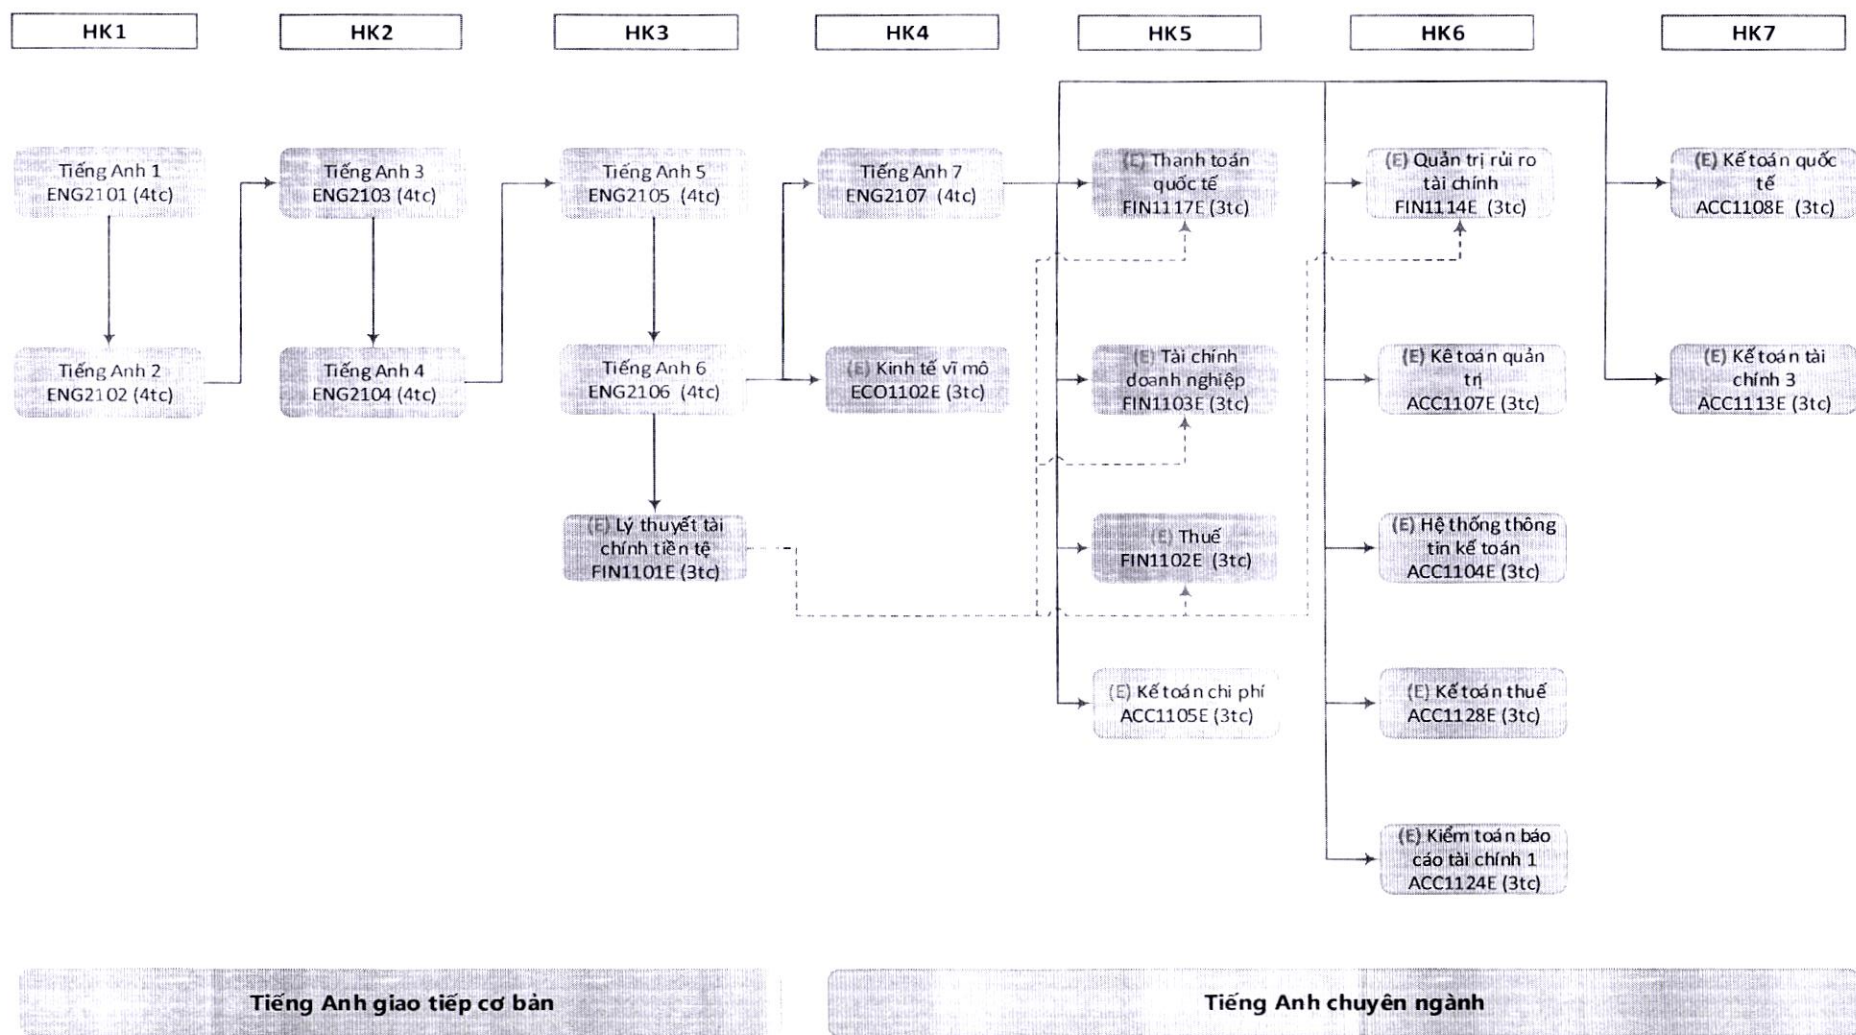 HK1
HK2
HK3
HK4
HK5
HK6
HK7
Tiếng Anh 1
ENG2101 (4tc)
Tiếng Anh 2
ENG2102 (4tc)
Tiếng Anh 3
ENG2103 (4tc)
Tiếng Anh 4
ENG2104 (4tc)
Tiếng Anh 5
ENG2105 (4tc)
Tiếng Anh 6
ENG2106 (4tc)
(E) Lý thuyết tài
chính tiền tệ
FIN1101E (3tc)
Tiếng Anh 7
ENG2107 (4tc)
(E) Kinh tế vĩ mô
ECO1102E (3tc)
(E) Thanh toán
quốc tế
FIN1117E (3tc)
(E) Tài chính
doanh nghiệp
FIN1103E (3tc)
(E) Thuế
FIN1102E (3tc)
(E) Kế toán chi phí
ACC1105E (3tc)
(E) Quản trị rủi ro
tài chính
FIN1114E (3tc)
(E) Kế toán quản
trị
ACC1107E (3tc)
(E) Hệ thống thông
tin kế toán
ACC1104E (3tc)
(E) Kế toán thuế
ACC1128E (3tc)
(E) Kiểm toán báo
cáo tài chính 1
ACC1124E (3tc)
(E) Kế toán quốc
tế
ACC1108E (3tc)
(E) Kế toán tài
chính 3
ACC1113E (3tc)
Tiếng Anh giao tiếp cơ bản
Tiếng Anh chuyên ngành